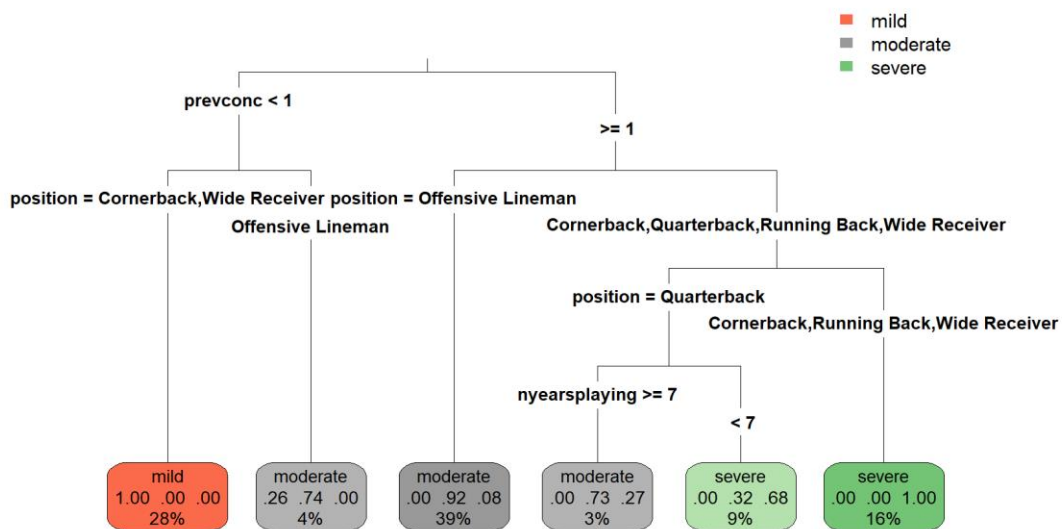 mild
moderate
severe
prevconc < 1
>= 1
position = Cornerback,Wide Receiver
position = Offensive Lineman
Offensive Lineman
Cornerback,Quarterback,Running Back,Wide Receiver
position = Quarterback
Cornerback,Running Back,Wide Receiver
nyearsplaying >= 7
< 7
mild
1.00 .00 .00
28%
moderate
.26 .74 .00
4%
moderate
.00 .92 .08
39%
moderate
.00 .73 .27
3%
severe
.00 .32 .68
9%
severe
.00 .00 1.00
16%